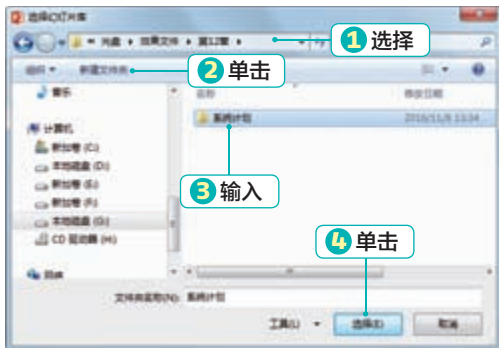 选择幻灯片库
光盘 ▸ 效果文件 ▸ 第12章 ▸
1 选择
组织 新建文件夹
2 单击
音乐
名称 修改日期
系统计划 2016/11/8 13:34
计算机
新加卷 (C:)
本地磁盘 (D:)
新加卷 (E:)
3 输入
新加卷 (F:)
本地磁盘 (G:)
CD 驱动器 (H:)
4 单击
网络
文件夹名称(N): 系统计划
工具(L) 选择(E) 取消